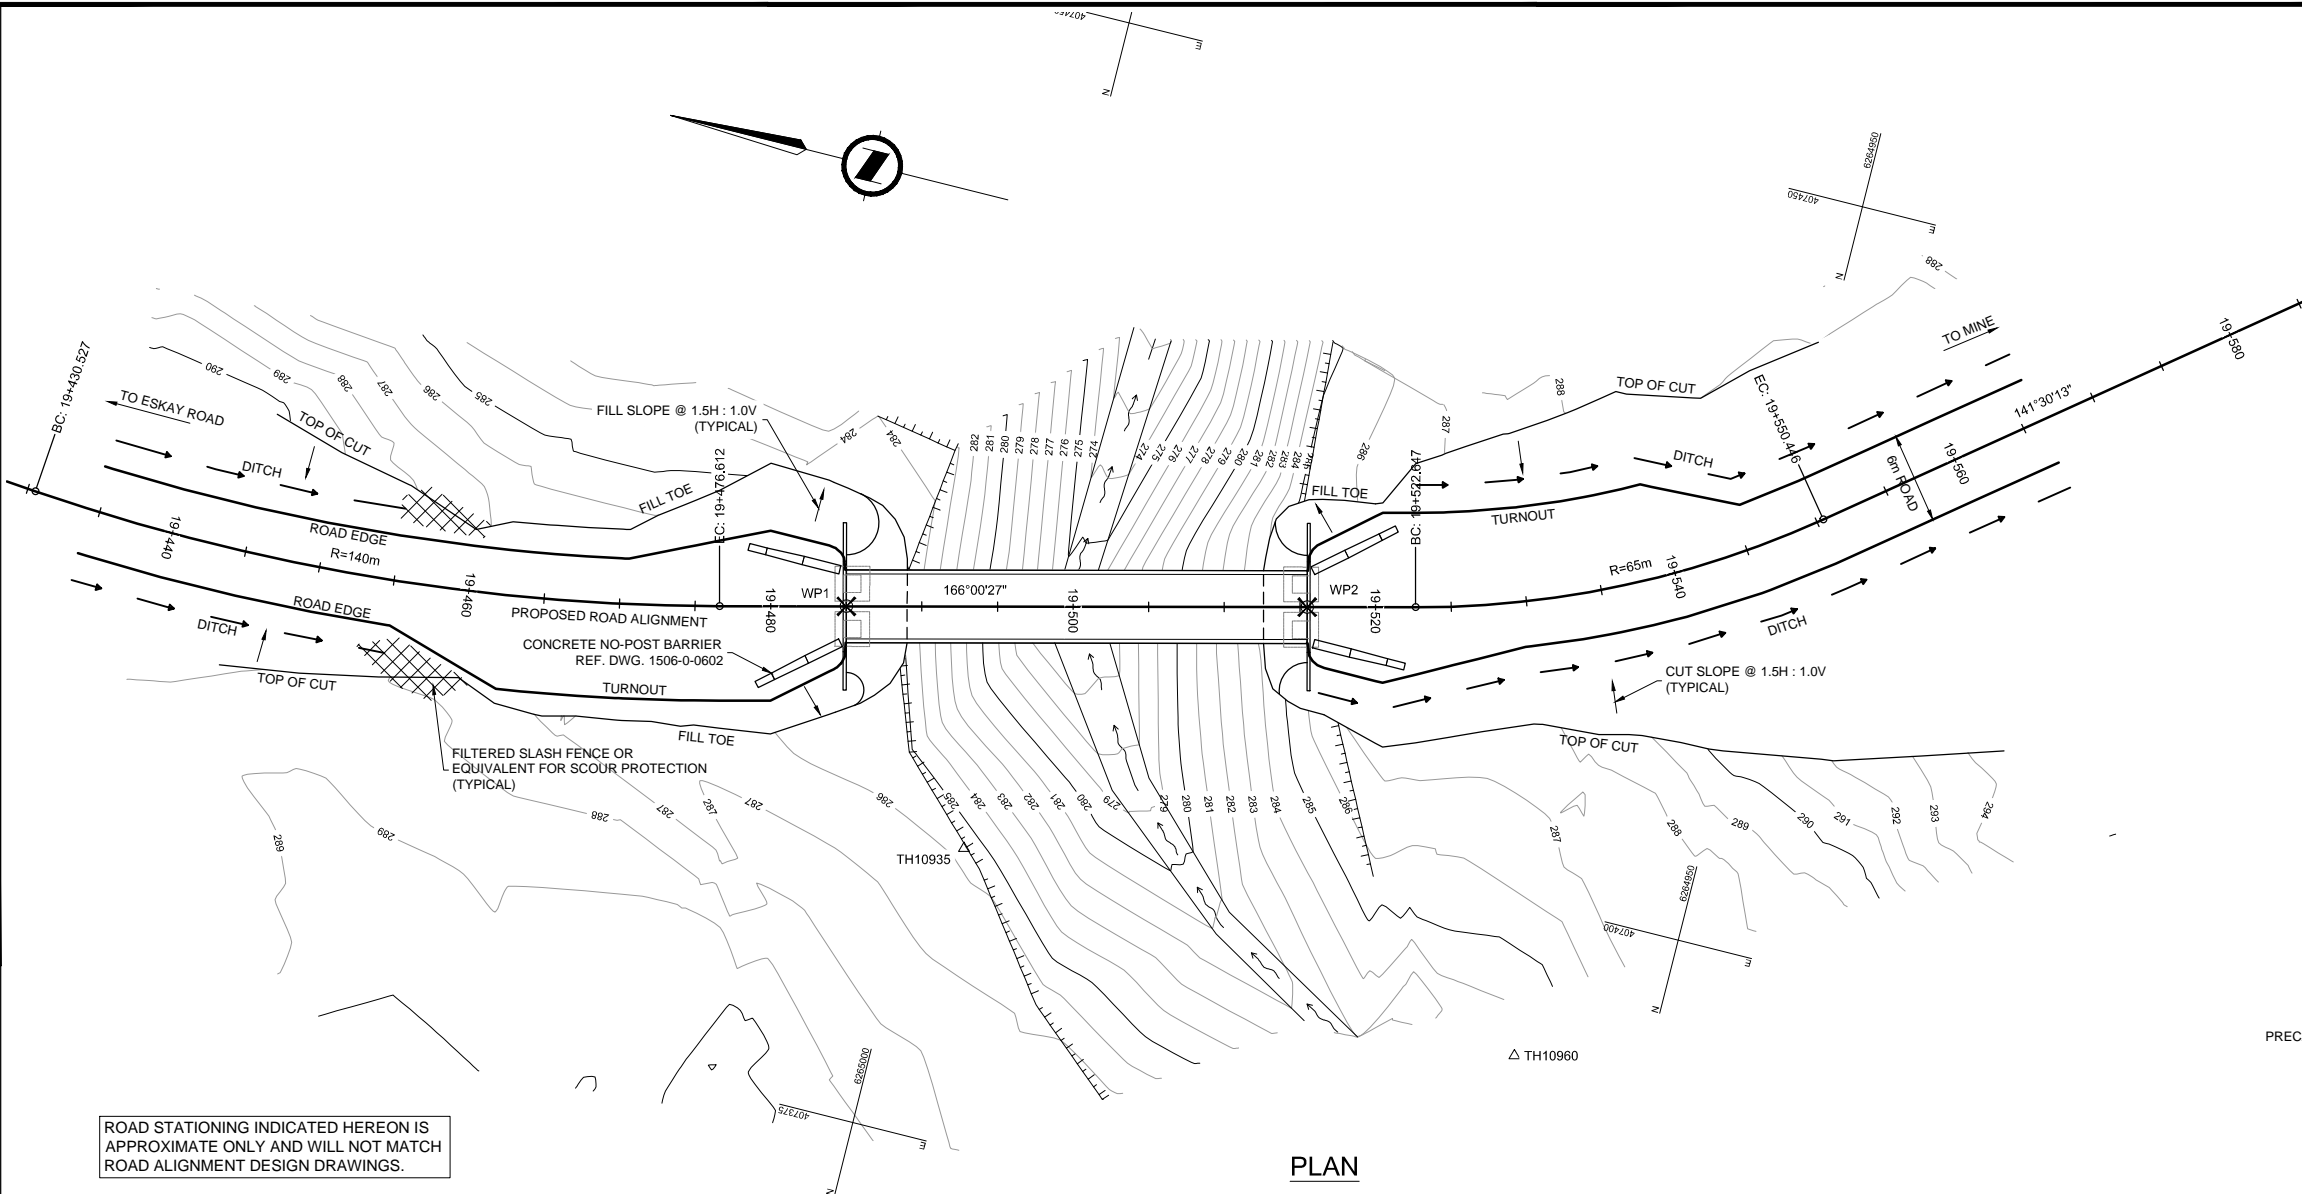 407450
E
N
6264950
407450
E
N
288
BC: 19+430.527
TO ESKAY ROAD
DITCH
290
289
288
287
286
285
TOP OF CUT
FILL SLOPE @ 1.5H : 1.0V
(TYPICAL)
284
284
EC: 19+476.612
FILL TOE
282
281
280
279
278
277
276
275
274
274
275
276
277
278
279
280
281
282
283
284
286
287
288
FILL TOE
BC: 19+522.647
TOP OF CUT
DITCH
TURNOUT
EC: 19+550.446
TO MINE
19+580
141°30'13"
19+560
6m ROAD
19+440
ROAD EDGE
R=140m
19+460
ROAD EDGE
DITCH
TOP OF CUT
PROPOSED ROAD ALIGNMENT
19+480
WP1
166°00'27"
19+500
WP2
19+520
R=65m
19+540
DITCH
CONCRETE NO-POST BARRIER
REF. DWG. 1506-0-0602
TURNOUT
FILL TOE
CUT SLOPE @ 1.5H : 1.0V
(TYPICAL)
TOP OF CUT
FILTERED SLASH FENCE OR
EQUIVALENT FOR SCOUR PROTECTION
(TYPICAL)
289
289
288
287
287
287
286
285
284
283
282
281
280
279
279
280
281
282
283
284
285
286
287
288
289
290
291
292
293
294
TH10935
6264950
407400
E
N
TH10960
PREC
6265000
407375
E
N
ROAD STATIONING INDICATED HEREON IS
APPROXIMATE ONLY AND WILL NOT MATCH
ROAD ALIGNMENT DESIGN DRAWINGS.
PLAN